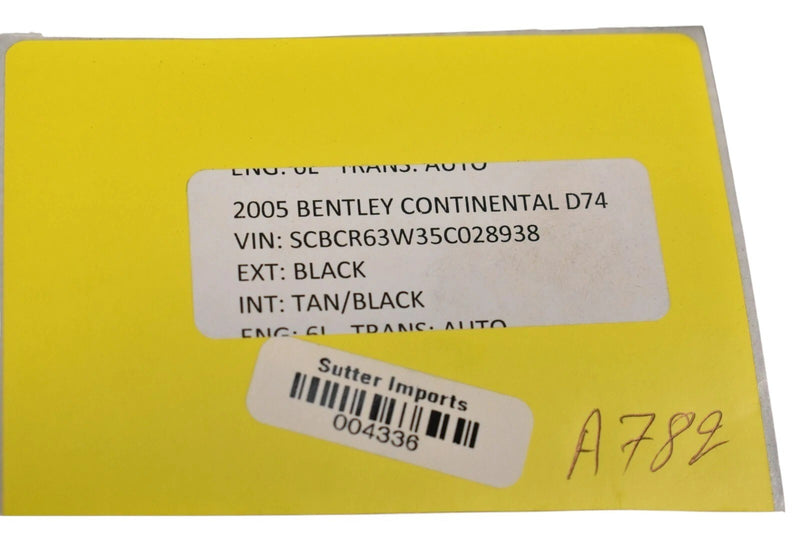 ENG: 6L TRANS: AUTO
2005 BENTLEY CONTINENTAL D74
VIN: SCBCR63W35C028938
EXT: BLACK
INT: TAN/BLACK
ENG: 6L TRANS: AUTO
Sutter Imports
004336
A782